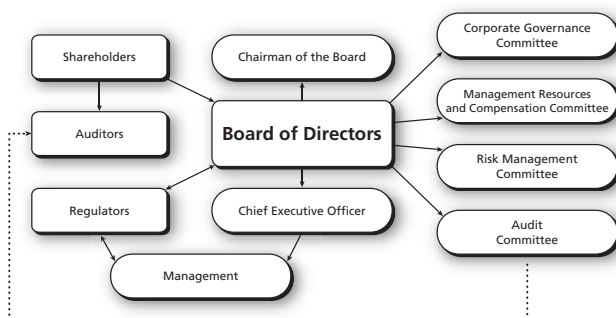 Shareholders
Chairman of the Board
Corporate Governance
Committee
Auditors
Board of Directors
Management Resources
and Compensation Committee
Risk Management
Committee
Regulators
Chief Executive Officer
Audit
Committee
Management